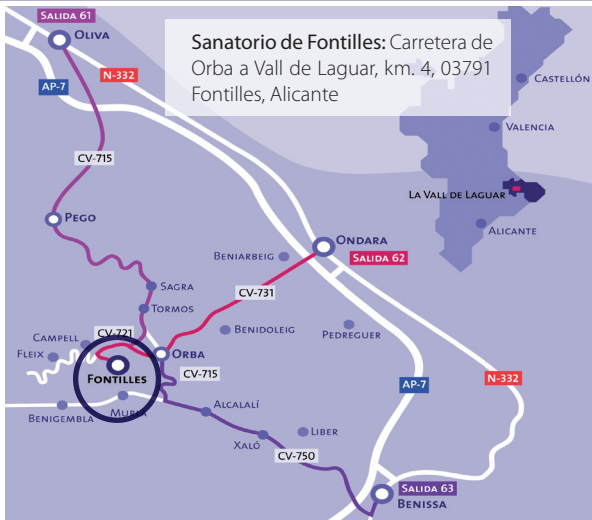 SALIDA 61
OLIVA
Sanatorio de Fontilles: Carretera de
Orba a Vall de Laguar, km. 4, 03791
Fontilles, Alicante
N-332
AP-7
CASTELLÓN
VALENCIA
CV-715
LA VALL DE LAGUAR
ALICANTE
PEGO
ONDARA
SALIDA 62
BENIARBEIG
SAGRA
CV-731
TORMOS
CAMPELL
CV-721
BENIDOLEIG
PEDREGUER
FLEIX
ORBA
FONTILLES
CV-715
AP-7
N-332
BENIGEMBLA
MURLA
ALCALALÍ
XALÓ
LIBER
CV-750
SALIDA 63
BENISSA